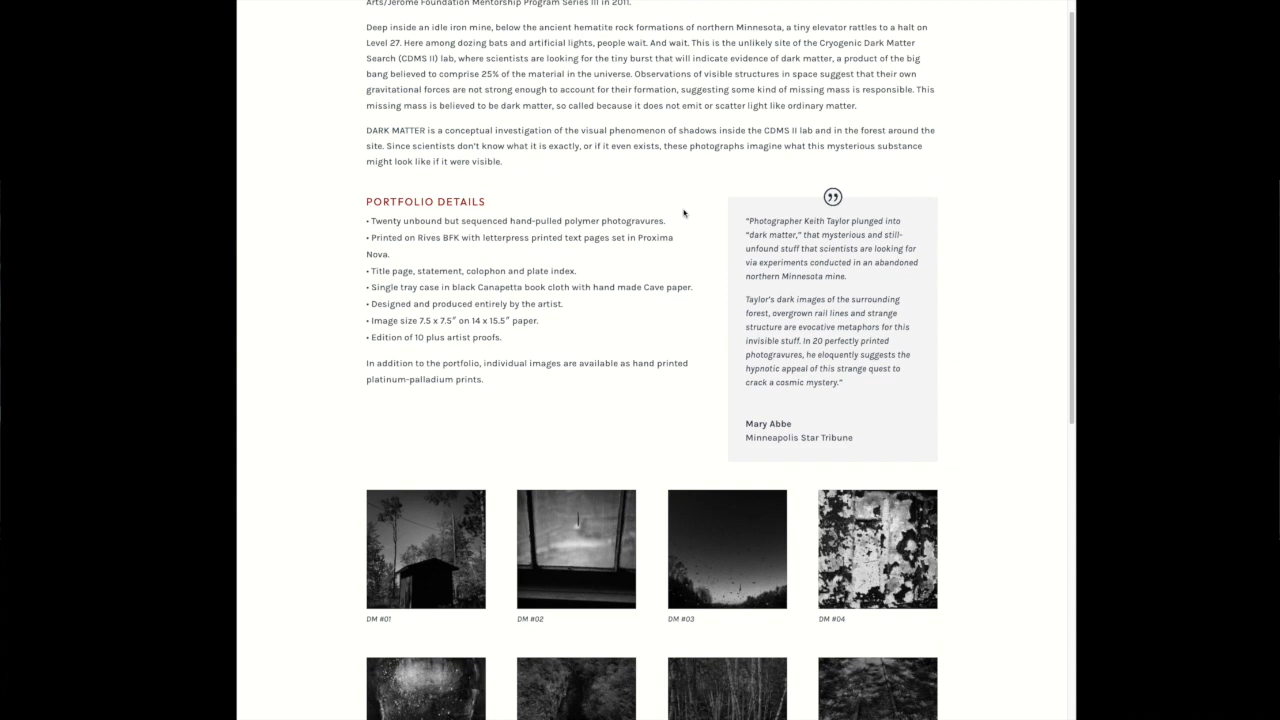 Arts/Jerome Foundation Mentorship Program Series III in 2011.
Deep inside an idle iron mine, below the ancient hematite rock formations of northern Minnesota, a tiny elevator rattles to a halt on
Level 27. Here among dozing bats and artificial lights, people wait. And wait. This is the unlikely site of the Cryogenic Dark Matter
Search (CDMS II) lab, where scientists are looking for the tiny burst that will indicate evidence of dark matter, a product of the big
bang believed to comprise 25% of the material in the universe. Observations of visible structures in space suggest that their own
gravitational forces are not strong enough to account for their formation, suggesting some kind of missing mass is responsible. This
missing mass is believed to be dark matter, so called because it does not emit or scatter light like ordinary matter.
DARK MATTER is a conceptual investigation of the visual phenomenon of shadows inside the CDMS II lab and in the forest around the
site. Since scientists don't know what it is exactly, or if it even exists, these photographs imagine what this mysterious substance
might look like if it were visible.
PORTFOLIO DETAILS
• Twenty unbound but sequenced hand-pulled polymer photogravures.
• Printed on Rives BFK with letterpress printed text pages set in Proxima
Nova.
• Title page, statement, colophon and plate index.
• Single tray case in black Canapetta book cloth with hand made Cave paper.
• Designed and produced entirely by the artist.
• Image size 7.5 x 7.5″ on 14 x 15.5″ paper.
• Edition of 10 plus artist proofs.
In addition to the portfolio, individual images are available as hand printed
platinum-palladium prints.
"Photographer Keith Taylor plunged into
"dark matter," that mysterious and still-
unfound stuff that scientists are looking for
via experiments conducted in an abandoned
northern Minnesota mine.
Taylor's dark images of the surrounding
forest, overgrown rail lines and strange
structure are evocative metaphors for this
invisible stuff. In 20 perfectly printed
photogravures, he eloquently suggests the
hypnotic appeal of this strange quest to
crack a cosmic mystery."
Mary Abbe
Minneapolis Star Tribune
DM #01
DM #02
DM #03
DM #04